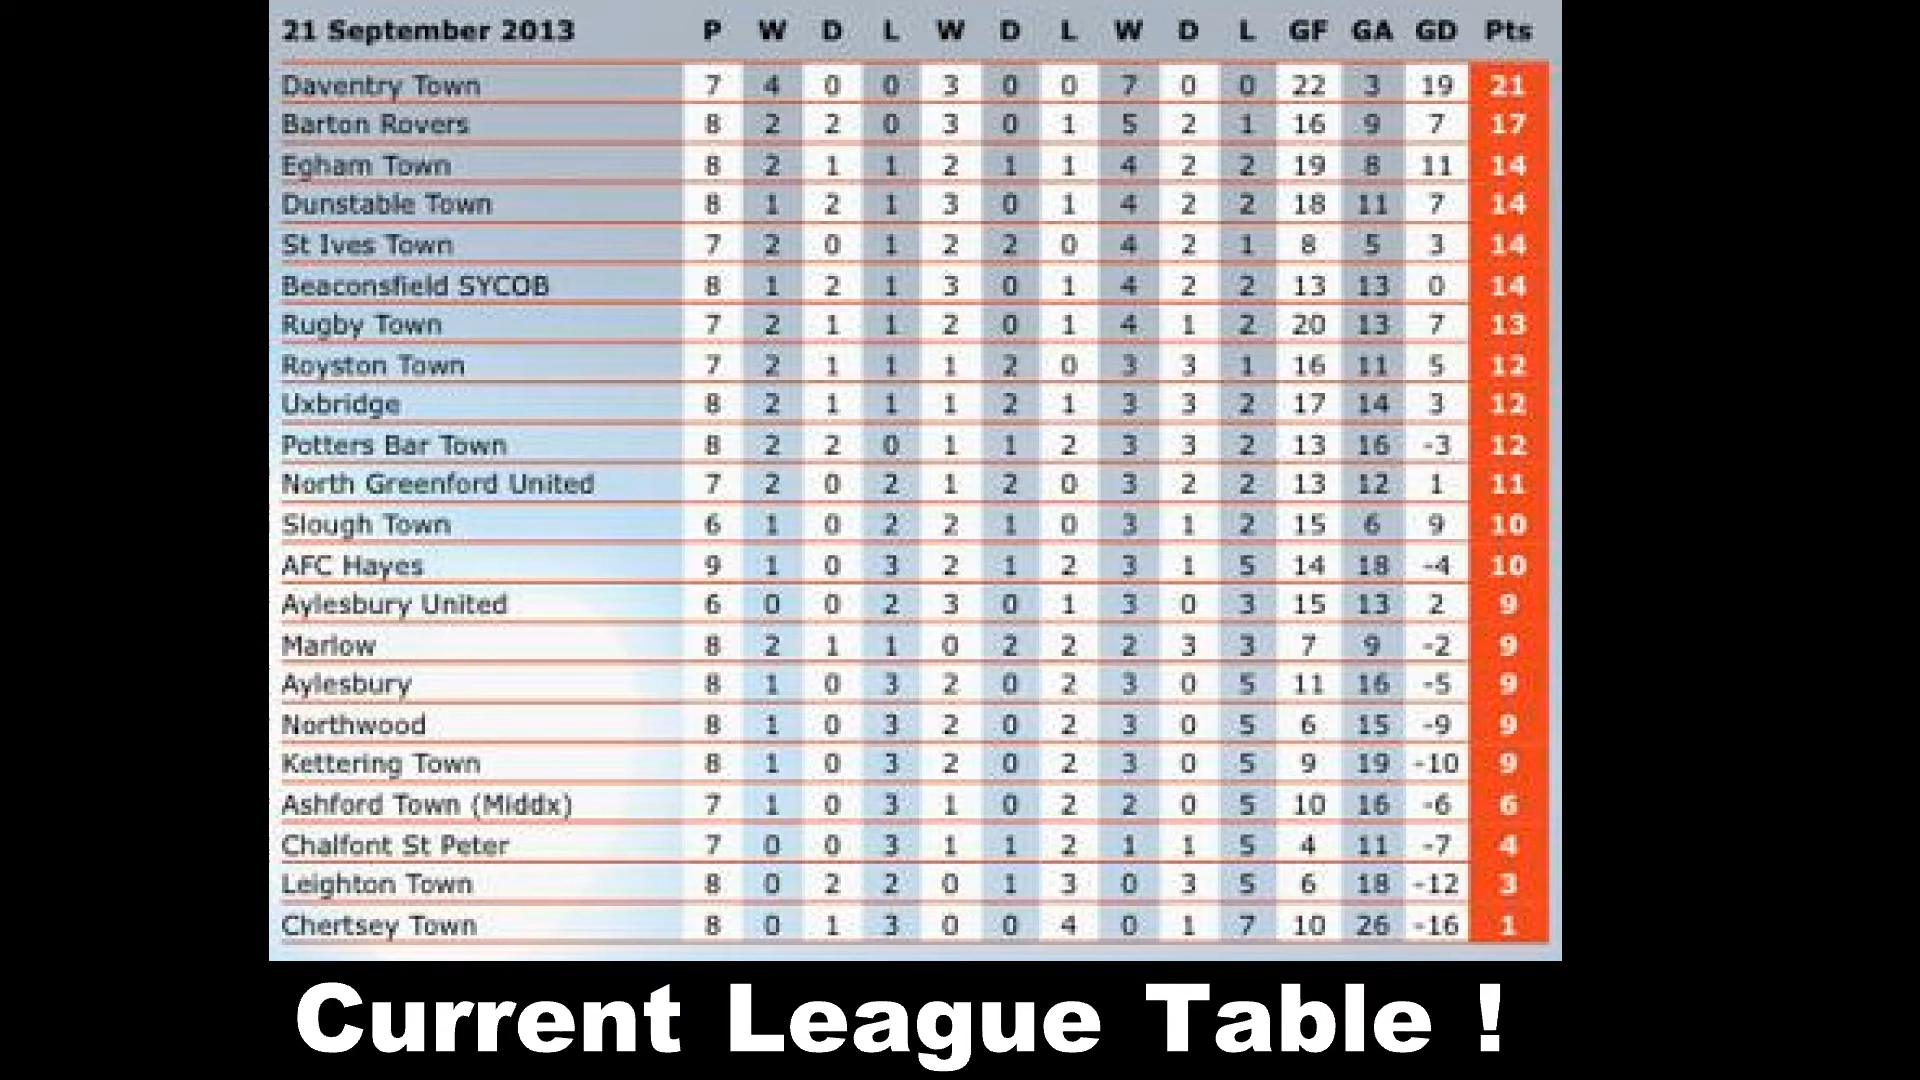 21 September 2013 P W D L W D L W D L GF GA GD Pts
Daventry Town 7 4 0 0 3 0 0 7 0 0 22 3 19 21
Barton Rovers 8 2 2 0 3 0 1 5 2 1 16 9 7 17
Egham Town 8 2 1 1 2 1 1 4 2 2 19 8 11 14
Dunstable Town 8 1 2 1 3 0 1 4 2 2 18 11 7 14
St Ives Town 7 2 0 1 2 2 0 4 2 1 8 5 3 14
Beaconsfield SYCOB 8 1 2 1 3 0 1 4 2 2 13 13 0 14
Rugby Town 7 2 1 1 2 0 1 4 1 2 20 13 7 13
Royston Town 7 2 1 1 1 2 0 3 3 1 16 11 5 12
Uxbridge 8 2 1 1 1 2 1 3 3 2 17 14 3 12
Potters Bar Town 8 2 2 0 1 1 2 3 3 2 13 16 -3 12
North Greenford United 7 2 0 2 1 2 0 3 2 2 13 12 1 11
Slough Town 6 1 0 2 2 1 0 3 1 2 15 6 9 10
AFC Hayes 9 1 0 3 2 1 2 3 1 5 14 18 -4 10
Aylesbury United 6 0 0 2 3 0 1 3 0 3 15 13 2 9
Marlow 8 2 1 1 0 2 2 2 3 3 7 9 -2 9
Aylesbury 8 1 0 3 2 0 2 3 0 5 11 16 -5 9
Northwood 8 1 0 3 2 0 2 3 0 5 6 15 -9 9
Kettering Town 8 1 0 3 2 0 2 3 0 5 9 19 -10 9
Ashford Town (Middx) 7 1 0 3 1 0 2 2 0 5 10 16 -6 6
Chalfont St Peter 7 0 0 3 1 1 2 1 1 5 4 11 -7 4
Leighton Town 8 0 2 2 0 1 3 0 3 5 6 18 -12 3
Chertsey Town 8 0 1 3 0 0 4 0 1 7 10 26 -16 1
Current League Table !